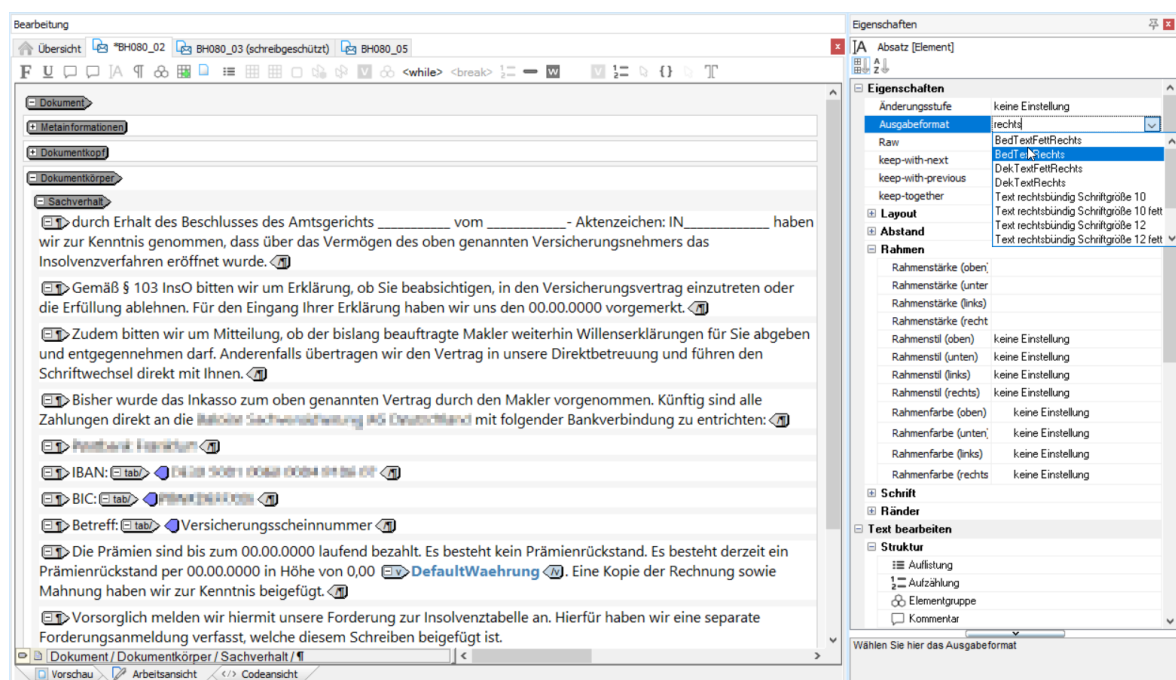 Bearbeitung
Übersicht *BH080_02 BH080_03 (schreibgeschützt) BH080_05
F U A ¶ <while> <break> W {} T
Dokument
Metainformationen
Dokumentkopf
Dokumentkörper
Sachverhalt
¶ durch Erhalt des Beschlusses des Amtsgerichts __________ vom ___________- Aktenzeichen: IN____________ haben
wir zur Kenntnis genommen, dass über das Vermögen des oben genannten Versicherungsnehmers das
Insolvenzverfahren eröffnet wurde. /¶
¶ Gemäß § 103 InsO bitten wir um Erklärung, ob Sie beabsichtigen, in den Versicherungsvertrag einzutreten oder
die Erfüllung ablehnen. Für den Eingang Ihrer Erklärung haben wir uns den 00.00.0000 vorgemerkt. /¶
¶ Zudem bitten wir um Mitteilung, ob der bislang beauftragte Makler weiterhin Willenserklärungen für Sie abgeben
und entgegennehmen darf. Anderenfalls übertragen wir den Vertrag in unsere Direktbetreuung und führen den
Schriftwechsel direkt mit Ihnen. /¶
¶ Bisher wurde das Inkasso zum oben genannten Vertrag durch den Makler vorgenommen. Künftig sind alle
Zahlungen direkt an die mit folgender Bankverbindung zu entrichten: /¶
¶ /¶
¶ IBAN: tab/ /¶
¶ BIC: tab/ /¶
¶ Betreff: tab/ Versicherungsscheinnummer /¶
¶ Die Prämien sind bis zum 00.00.0000 laufend bezahlt. Es besteht kein Prämienrückstand. Es besteht derzeit ein
Prämienrückstand per 00.00.0000 in Höhe von 0,00 v DefaultWaehrung /v. Eine Kopie der Rechnung sowie
Mahnung haben wir zur Kenntnis beigefügt. /¶
¶ Vorsorglich melden wir hiermit unsere Forderung zur Insolvenztabelle an. Hierfür haben wir eine separate
Forderungsanmeldung verfasst, welche diesem Schreiben beigefügt ist.
Dokument / Dokumentkörper / Sachverhalt / ¶
Vorschau Arbeitsansicht Codeansicht
Eigenschaften
Absatz [Element]
Eigenschaften
Änderungsstufe keine Einstellung
Ausgabeformat rechts
Raw
keep-with-next
keep-with-previous
keep-together
BedTextFettRechts
BedTextRechts
DekTextFettRechts
DekTextRechts
Text rechtsbündig Schriftgröße 10
Text rechtsbündig Schriftgröße 10 fett
Text rechtsbündig Schriftgröße 12
Text rechtsbündig Schriftgröße 12 fett
Layout
Abstand
Rahmen
Rahmenstärke (oben)
Rahmenstärke (unter
Rahmenstärke (links)
Rahmenstärke (recht
Rahmenstil (oben) keine Einstellung
Rahmenstil (unten) keine Einstellung
Rahmenstil (links) keine Einstellung
Rahmenstil (rechts) keine Einstellung
Rahmenfarbe (oben) keine Einstellung
Rahmenfarbe (unten) keine Einstellung
Rahmenfarbe (links) keine Einstellung
Rahmenfarbe (rechts keine Einstellung
Schrift
Ränder
Text bearbeiten
Struktur
Auflistung
Aufzählung
Elementgruppe
Kommentar
Wählen Sie hier das Ausgabeformat